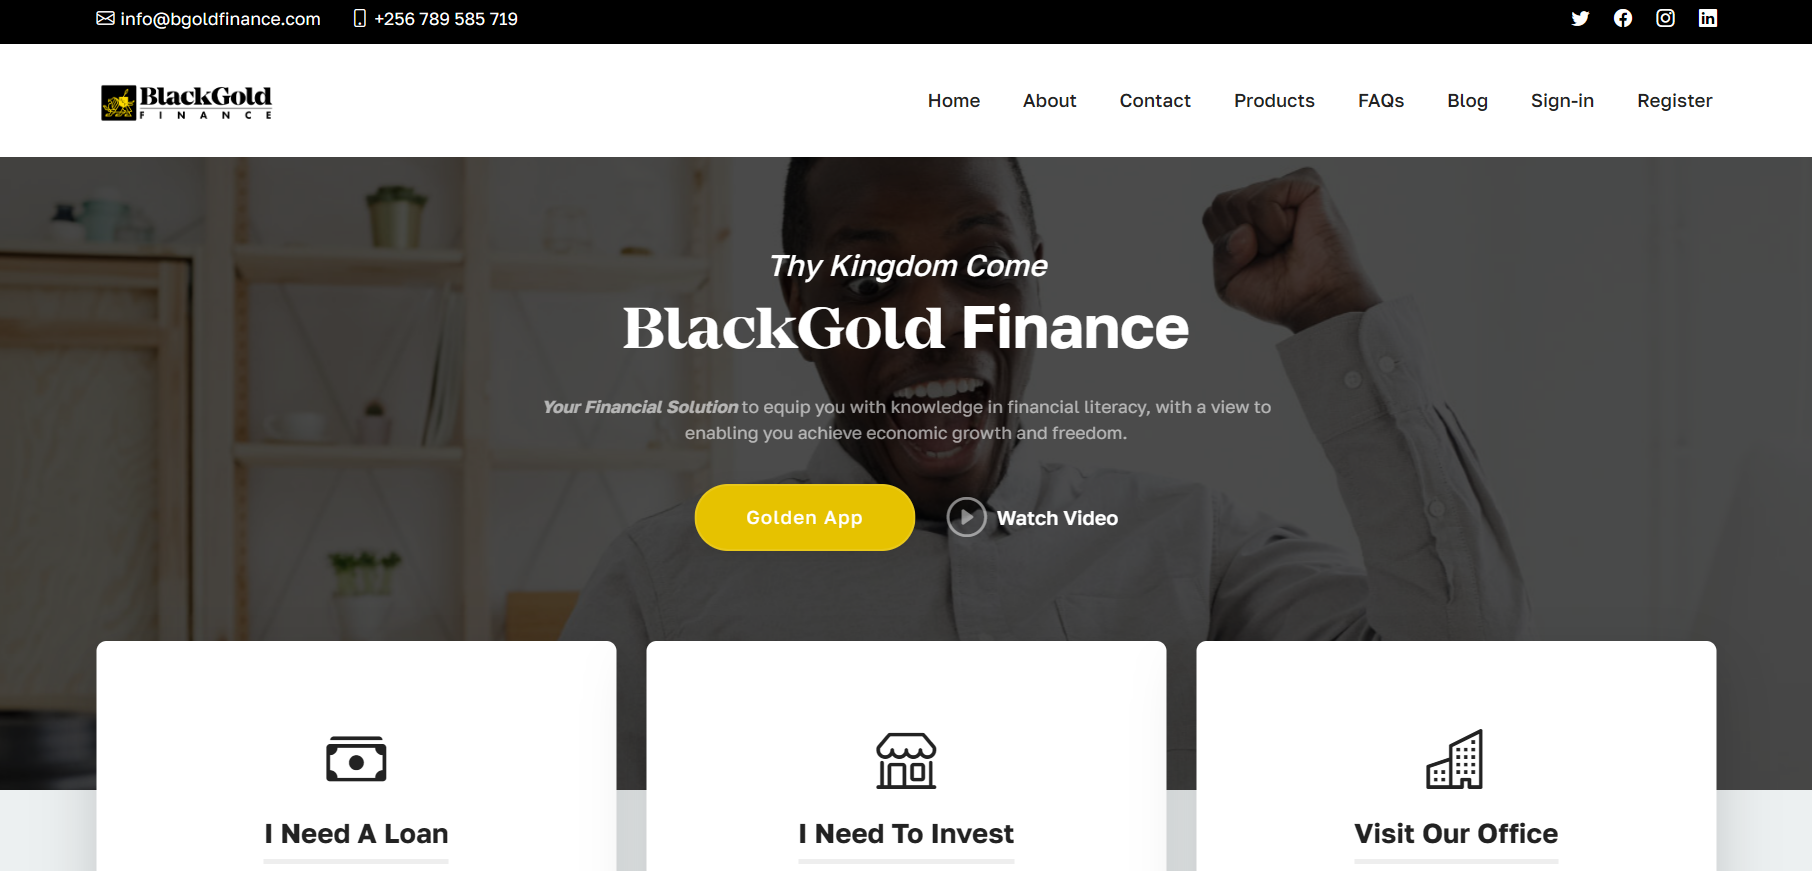 info@bgoldfinance.com
+256 789 585 719
BlackGold
FINANCE
Home
About
Contact
Products
FAQs
Blog
Sign-in
Register
Thy Kingdom Come
BlackGold Finance
Your Financial Solution to equip you with knowledge in financial literacy, with a view to
enabling you achieve economic growth and freedom.
Golden App
Watch Video
I Need A Loan
I Need To Invest
Visit Our Office